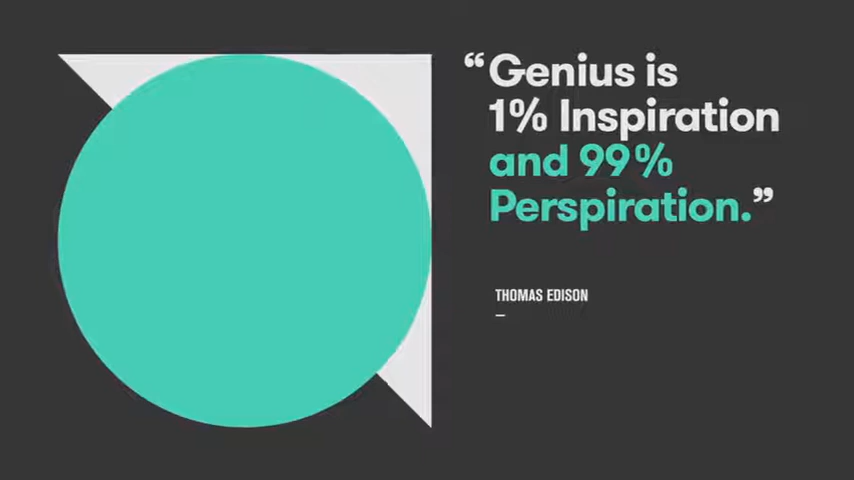 “Genius is
1% Inspiration
and 99%
Perspiration.”
THOMAS EDISON